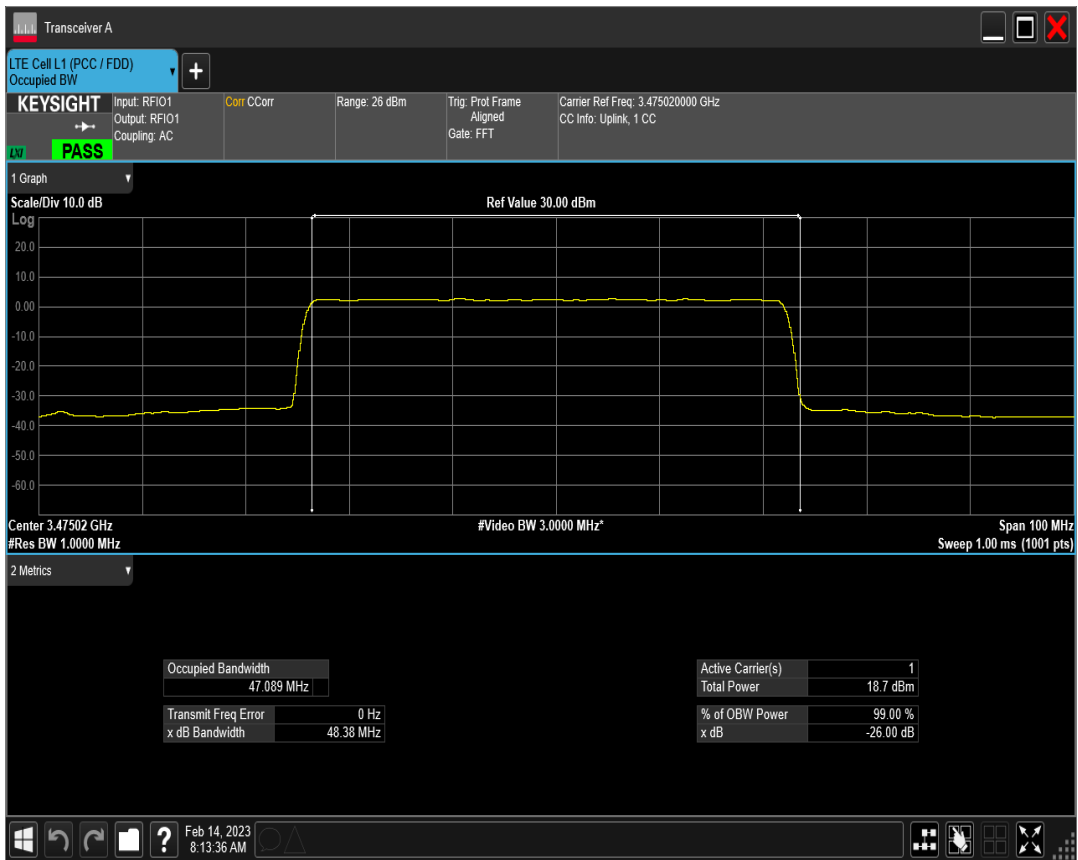 Transceiver A
LTE Cell L1 (PCC / FDD)
Occupied BW
KEYSIGHT
LXI
PASS
Input: RFIO1
Output: RFIO1
Coupling: AC
Corr CCorr
Range: 26 dBm
Trig: Prot Frame
Aligned
Gate: FFT
Carrier Ref Freq: 3.475020000 GHz
CC Info: Uplink, 1 CC
1 Graph
Scale/Div 10.0 dB
Ref Value 30.00 dBm
Log
20.0
10.0
0.00
-10.0
-20.0
-30.0
-40.0
-50.0
-60.0
Center 3.47502 GHz
#Video BW 3.0000 MHz*
Span 100 MHz
#Res BW 1.0000 MHz
Sweep 1.00 ms (1001 pts)
2 Metrics
Occupied Bandwidth
47.089 MHz
Transmit Freq Error 0 Hz
x dB Bandwidth 48.38 MHz
Active Carrier(s) 1
Total Power 18.7 dBm
% of OBW Power 99.00 %
x dB -26.00 dB
?
Feb 14, 2023
8:13:36 AM